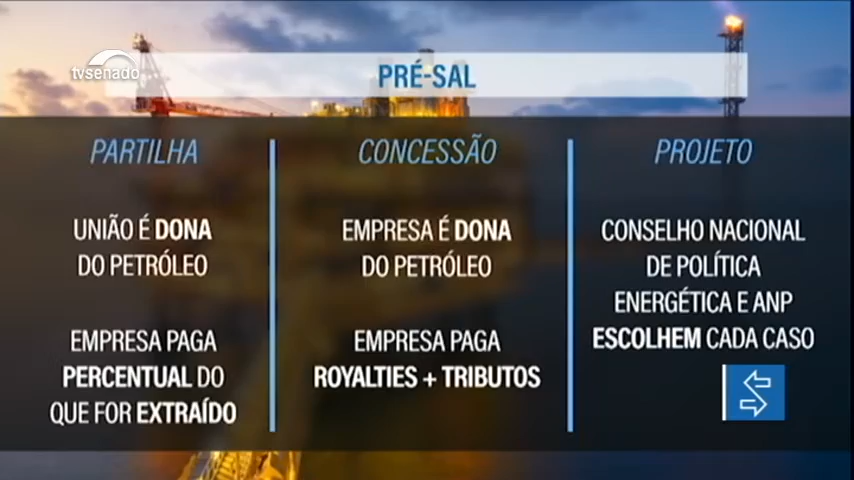 tvsenado
PRÉ-SAL
PARTILHA
UNIÃO É DONA
DO PETRÓLEO
EMPRESA PAGA
PERCENTUAL DO
QUE FOR EXTRAÍDO
CONCESSÃO
EMPRESA É DONA
DO PETRÓLEO
EMPRESA PAGA
ROYALTIES + TRIBUTOS
PROJETO
CONSELHO NACIONAL
DE POLÍTICA
ENERGÉTICA E ANP
ESCOLHEM CADA CASO